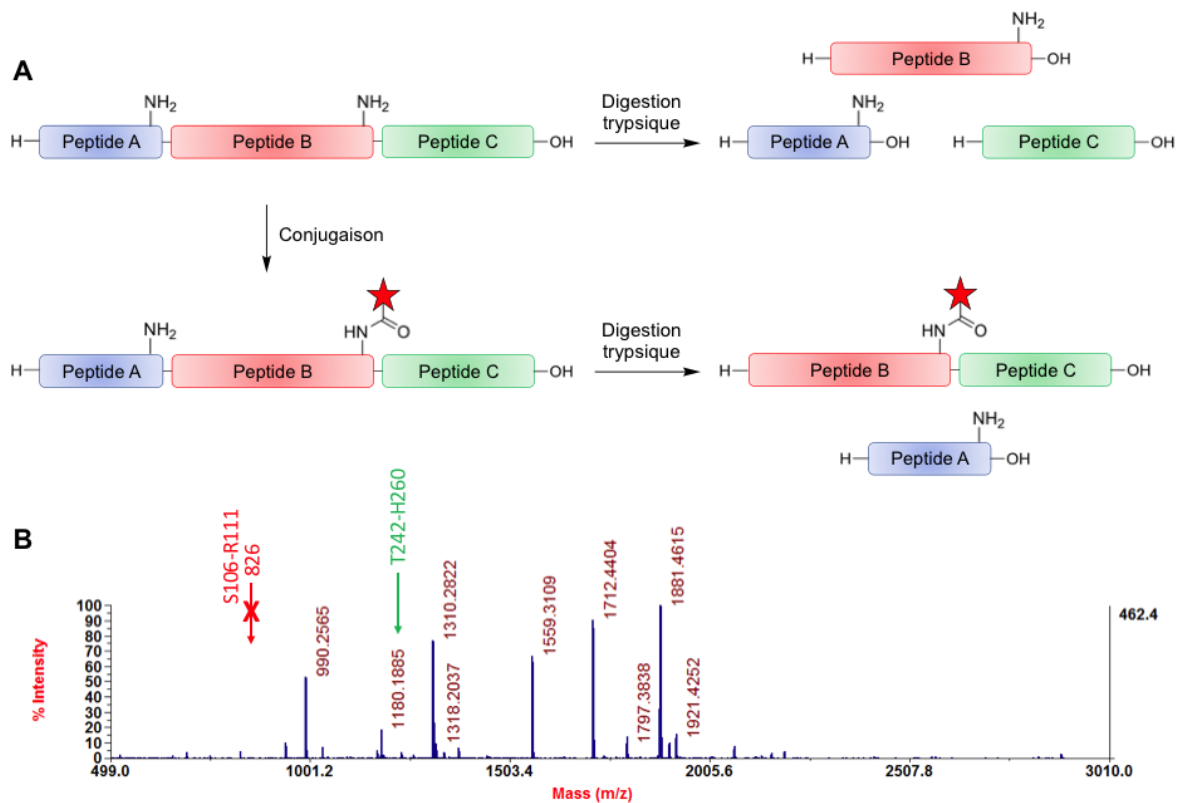 A
H
Peptide A
NH2
Peptide B
NH2
Peptide C
OH
Digestion
trypsique
H
Peptide B
NH2
OH
H
Peptide A
NH2
OH
H
Peptide C
OH
Conjugaison
H
Peptide A
NH2
Peptide B
HN
O
Peptide C
OH
Digestion
trypsique
H
Peptide B
HN
O
Peptide C
OH
H
Peptide A
NH2
OH
B
S106-R111
826
T242-H260
% Intensity
100
90
80
70
60
50
40
30
20
10
0
990.2565
1180.1885
1310.2822
1318.2037
1559.3109
1712.4404
1797.3838
1881.4615
1921.4252
462.4
499.0
1001.2
1503.4
2005.6
2507.8
3010.0
Mass (m/z)